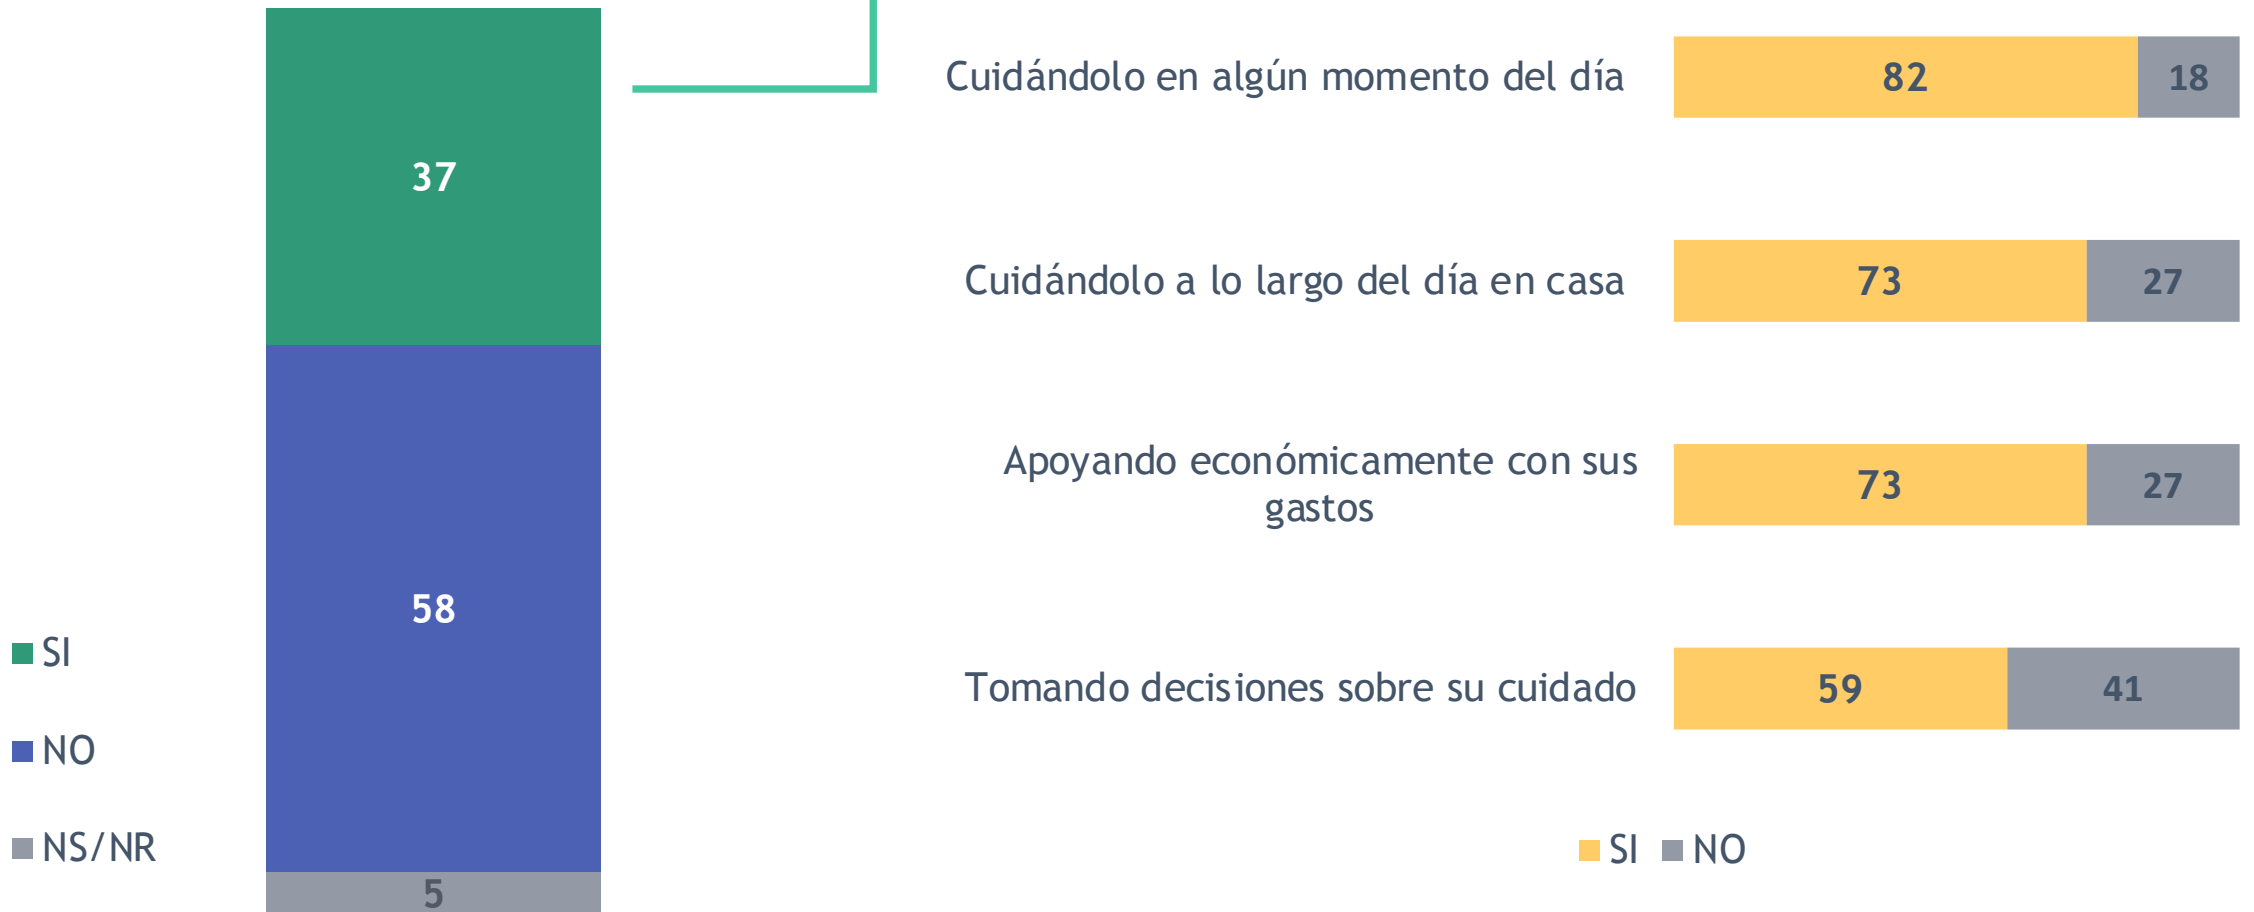 37
58
5
SI
NO
NS/NR
Cuidándolo en algún momento del día
82
18
Cuidándolo a lo largo del día en casa
73
27
Apoyando económicamente con sus
gastos
73
27
Tomando decisiones sobre su cuidado
59
41
SI
NO